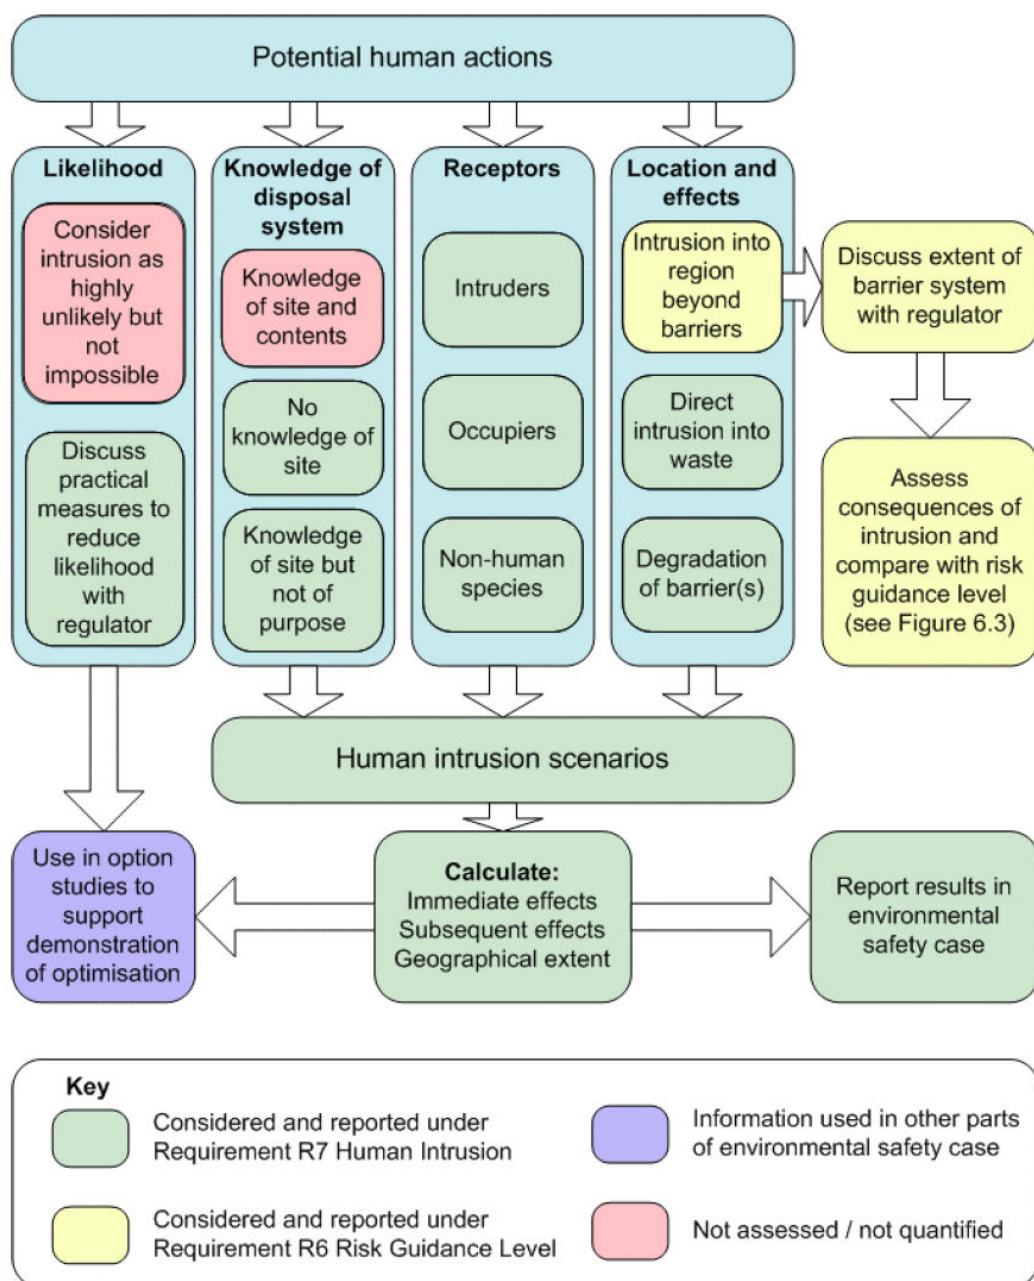 Potential human actions
Likelihood
Consider
intrusion as
highly
unlikely but
not
impossible
Discuss
practical
measures to
reduce
likelihood
with
regulator
Knowledge of
disposal
system
Knowledge
of site and
contents
No
knowledge of
site
Knowledge
of site but
not of
purpose
Receptors
Intruders
Occupiers
Non-human
species
Location and
effects
Intrusion into
region
beyond
barriers
Direct
intrusion into
waste
Degradation
of barrier(s)
Discuss extent of
barrier system
with regulator
Assess
consequences of
intrusion and
compare with risk
guidance level
(see Figure 6.3)
Human intrusion scenarios
Use in option
studies to
support
demonstration
of optimisation
Calculate:
Immediate effects
Subsequent effects
Geographical extent
Report results in
environmental
safety case
Key
Considered and reported under
Requirement R7 Human Intrusion
Information used in other parts
of environmental safety case
Considered and reported under
Requirement R6 Risk Guidance Level
Not assessed / not quantified